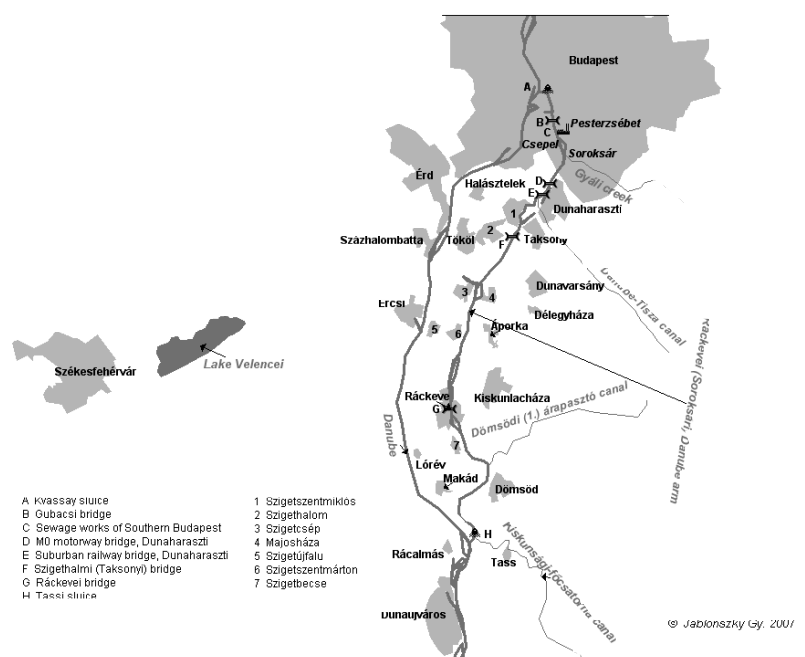 Budapest
A
B
Pesterzsébet
C
Csepel
Soroksár
Érd
Gyáli creek
Halásztelek
D
E
Dunaharaszti
1
2
Százhalombatta
Tököl
F
Taksony
Danube-Tisza canal
3
4
Dunavarsány
Ercsi
Délegyháza
5
6
Áporka
Ráckevei (Soroksári) Danube arm
Lake Velencei
Székesfehérvár
Ráckeve
G
Kiskunlacháza
Dömsödi (1.) árapasztó canal
Danube
7
Lórév
Makád
Dömsöd
H
Kiskunsági-főcsatorna canal
Rácalmás
Tass
Dunaújváros
A Kvassay sluice
B Gubacsi bridge
C Sewage works of Southern Budapest
D M0 motorway bridge, Dunaharaszti
E Suburban railway bridge, Dunaharaszti
F Szigethalmi (Taksonyi) bridge
G Ráckevei bridge
H Tassi sluice
1 Szigetszentmiklós
2 Szigethalom
3 Szigetcsép
4 Majosháza
5 Szigetújfalu
6 Szigetszentmárton
7 Szigetbecse
© Jablonszky Gy. 2007